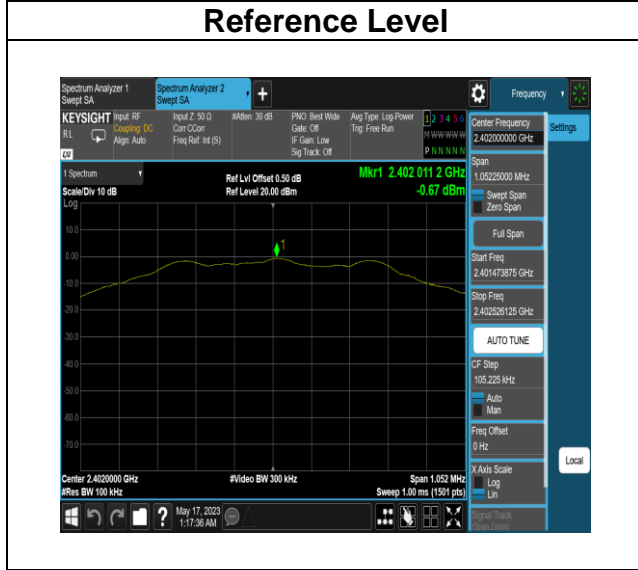 Reference Level
Spectrum Analyzer 1
Swept SA
Spectrum Analyzer 2
Swept SA
Frequency
KEYSIGHT
RL
Input: RF
Coupling: DC
Align: Auto
Input Z: 50 Ω
Corr CCorr
Freq Ref: Int (S)
#Atten: 30 dB
PNO: Best Wide
Gate: Off
IF Gain: Low
Sig Track: Off
Avg Type: Log-Power
Trig: Free Run
1 2 3 4 5 6
M W W W W W
P N N N N N
1 Spectrum
Scale/Div 10 dB
Log
Ref Lvl Offset 0.50 dB
Ref Level 20.00 dBm
Mkr1 2.402 011 2 GHz
-0.67 dBm
1
10.0
0.00
-10.0
-20.0
-30.0
-40.0
-50.0
-60.0
-70.0
Center 2.4020000 GHz
#Res BW 100 kHz
#Video BW 300 kHz
Span 1.052 MHz
Sweep 1.00 ms (1501 pts)
Center Frequency
2.402000000 GHz
Settings
Span
1.05225000 MHz
Swept Span
Zero Span
Full Span
Start Freq
2.401473875 GHz
Stop Freq
2.402526125 GHz
AUTO TUNE
CF Step
105.225 kHz
Auto
Man
Freq Offset
0 Hz
X Axis Scale
Log
Lin
Local
Signal Track
(Span Zoom)
May 17, 2023
1:17:36 AM